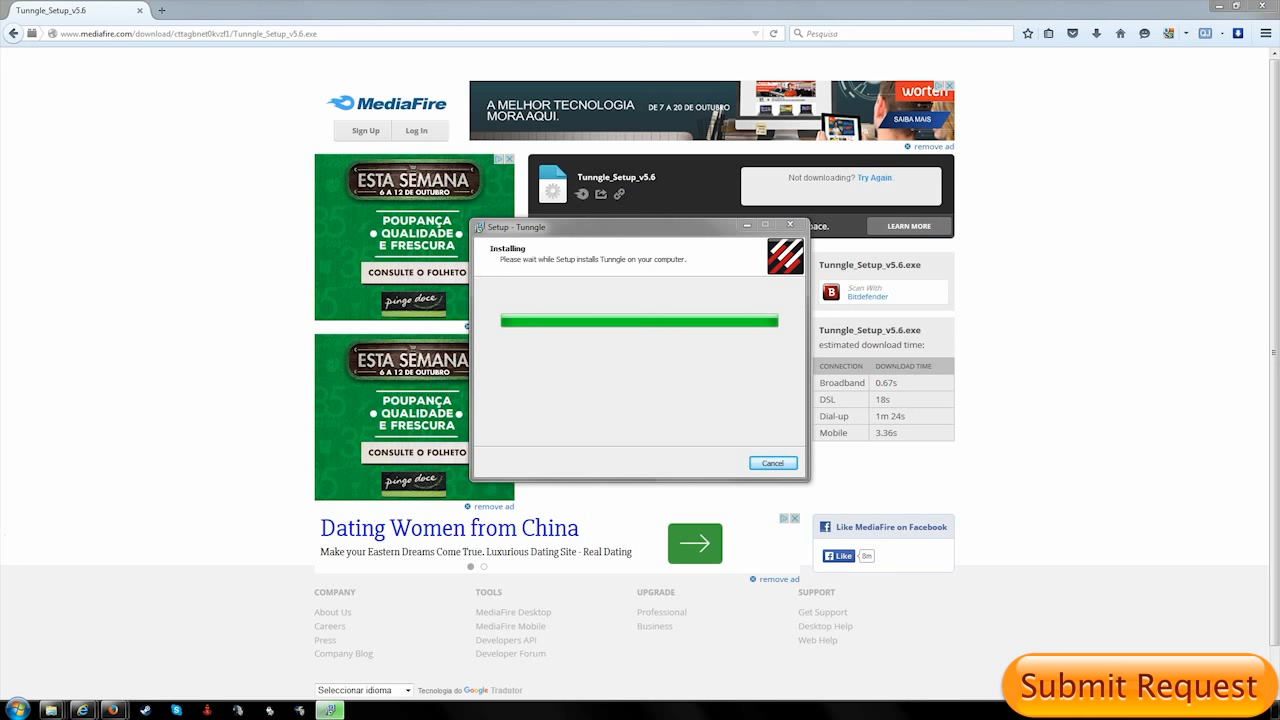 Tunngle_Setup_v5.6
www.mediafire.com/download/cttagbnet0kvzf1/Tunngle_Setup_v5.6.exe
Pesquisa
MediaFire
Sign Up
Log In
A MELHOR TECNOLOGIA
MORA AQUI.
DE 7 A 20 DE OUTUBRO
worten
SAIBA MAIS
remove ad
ESTA SEMANA
6 A 12 DE OUTUBRO
POUPANÇA
• QUALIDADE •
E FRESCURA
CONSULTE O FOLHETO
pingo doce
Tunngle_Setup_v5.6
Not downloading? Try Again.
pace.
LEARN MORE
Setup - Tunngle
Installing
Please wait while Setup installs Tunngle on your computer.
Cancel
Tunngle_Setup_v5.6.exe
Scan With
Bitdefender
Tunngle_Setup_v5.6.exe
estimated download time:
CONNECTION DOWNLOAD TIME
Broadband 0.67s
DSL 18s
Dial-up 1m 24s
Mobile 3.36s
ESTA SEMANA
6 A 12 DE OUTUBRO
POUPANÇA
• QUALIDADE •
E FRESCURA
CONSULTE O FOLHETO
pingo doce
remove ad
Dating Women from China
Make your Eastern Dreams Come True. Luxurious Dating Site - Real Dating
remove ad
Like MediaFire on Facebook
Like 8m
COMPANY
About Us
Careers
Press
Company Blog
TOOLS
MediaFire Desktop
MediaFire Mobile
Developers API
Developer Forum
UPGRADE
Professional
Business
SUPPORT
Get Support
Desktop Help
Web Help
Seleccionar idioma
Tecnologia do Google Tradutor
Submit Request